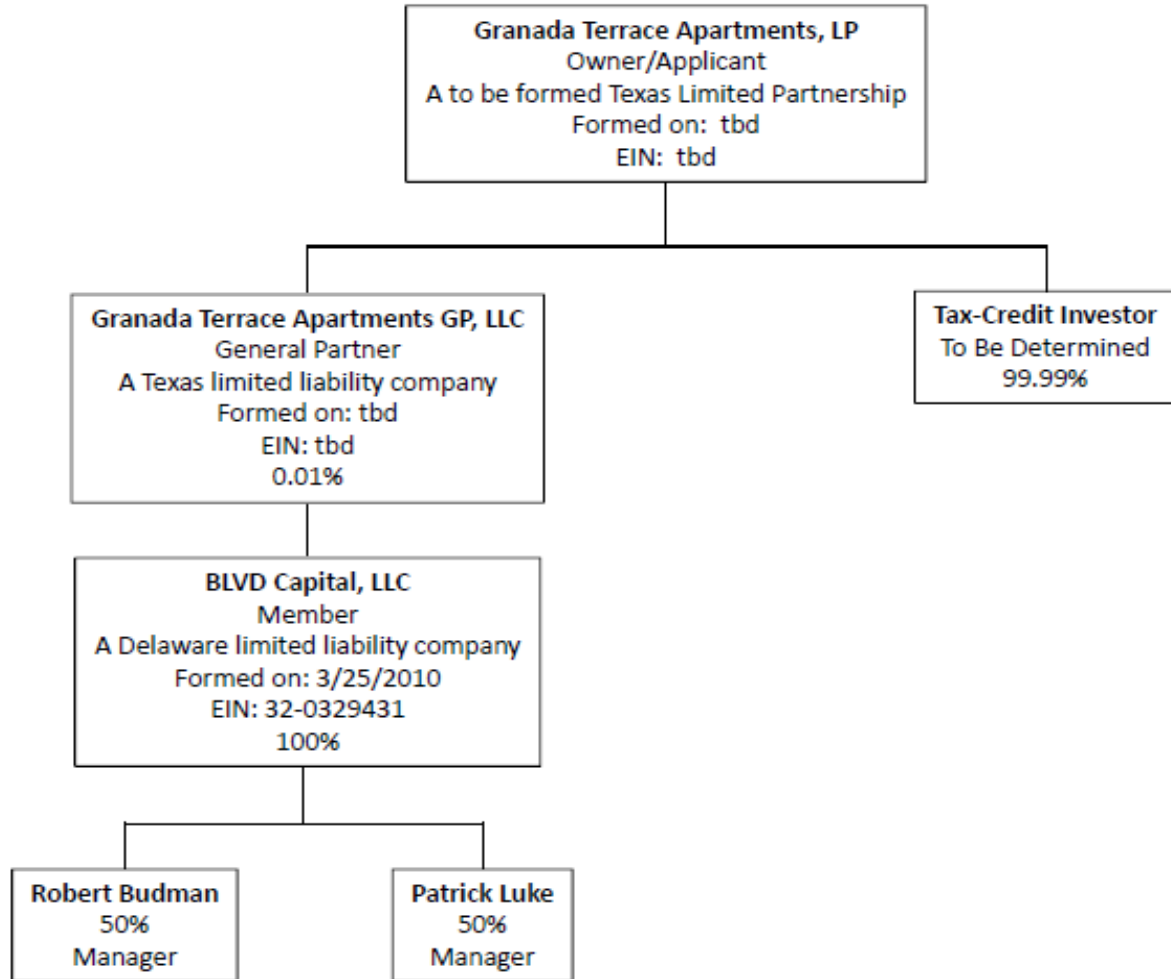 Granada Terrace Apartments, LP
Owner/Applicant
A to be formed Texas Limited Partnership
Formed on:  tbd
EIN:  tbd
Granada Terrace Apartments GP, LLC
General Partner
A Texas limited liability company
Formed on: tbd
EIN: tbd
0.01%
Tax-Credit Investor
To Be Determined
99.99%
BLVD Capital, LLC
Member
A Delaware limited liability company
Formed on: 3/25/2010
EIN: 32-0329431
100%
Robert Budman
50%
Manager
Patrick Luke
50%
Manager